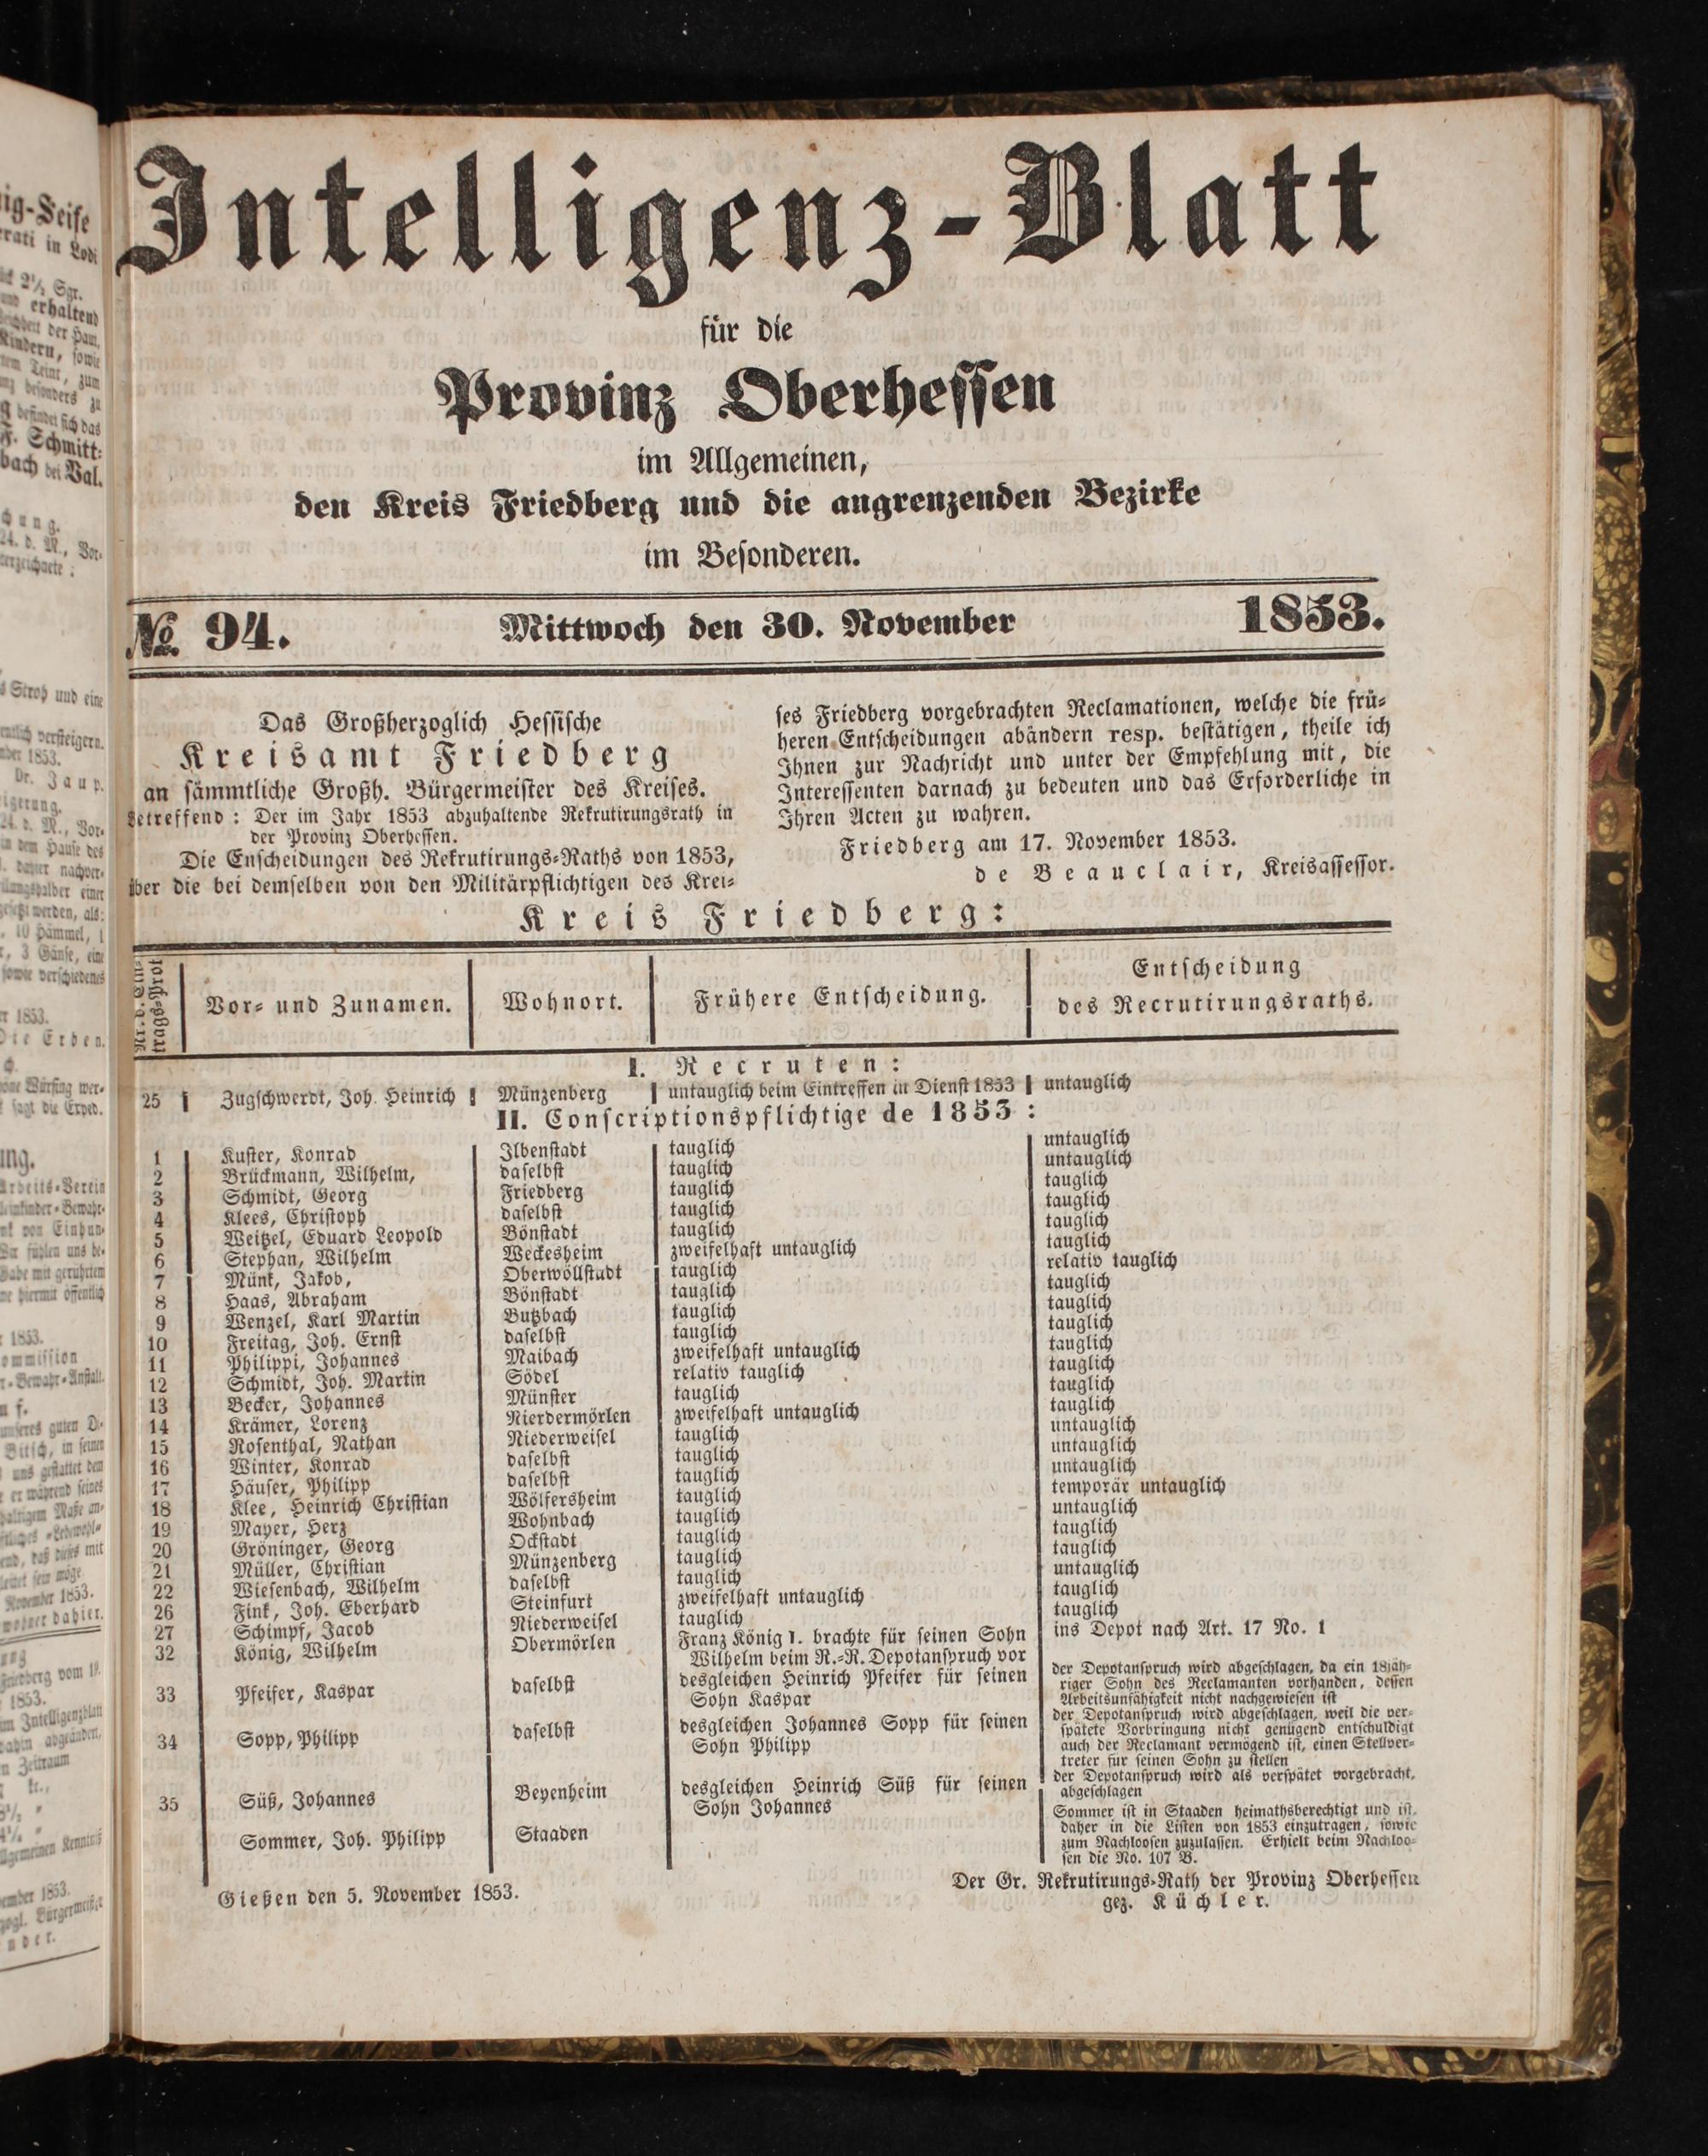 Intelligenz-Blatt
für die
Provinz Oberhessen
im Allgemeinen,
den Kreis Friedberg und die angrenzenden Bezirke
im Besonderen.
№ 94. Mittwoch den 30. November 1853.
Das Großherzoglich Hessische
Kreisamt Friedberg
an sämmtliche Großh. Bürgermeister des Kreises.
Betreffend: Der im Jahr 1853 abzuhaltende Rekrutirungsrath in
der Provinz Oberhessen.
Die Enscheidungen des Rekrutirungs-Raths von 1853,
über die bei demselben von den Militärpflichtigen des Krei-
ses Friedberg vorgebrachten Reclamationen, welche die frü-
heren Entscheidungen abändern resp. bestätigen, theile ich
Ihnen zur Nachricht und unter der Empfehlung mit, die
Interessenten darnach zu bedeuten und das Erforderliche in
Ihren Acten zu wahren.
Friedberg am 17. November 1853.
de Beauclair, Kreisassessor.
Kreis Friedberg:
Nr. d. Ein-
trags-Prot
Vor- und Zunamen. Wohnort. Frühere Entscheidung. Entscheidung
des Recrutirungsraths.
I. Recruten:
25 Zugschwerdt, Joh. Heinrich Münzenberg untauglich beim Eintreffen in Dienst 1853 untauglich
II. Conscriptionspflichtige de 1853:
1 Kuster, Konrad Ilbenstadt tauglich untauglich
2 Brückmann, Wilhelm, daselbst tauglich untauglich
3 Schmidt, Georg Friedberg tauglich tauglich
4 Klees, Christoph daselbst tauglich tauglich
5 Weitzel, Eduard Leopold Bönstadt tauglich tauglich
6 Stephan, Wilhelm Weckesheim zweifelhaft untauglich tauglich
7 Münk, Jakob, Oberwöllstadt tauglich relativ tauglich
8 Haas, Abraham Bönstadt tauglich tauglich
9 Wenzel, Karl Martin Butzbach tauglich tauglich
10 Freitag, Joh. Ernst daselbst tauglich tauglich
11 Philippi, Johannes Maibach zweifelhaft untauglich tauglich
12 Schmidt, Joh. Martin Södel relativ tauglich tauglich
13 Becker, Johannes Münster tauglich tauglich
14 Krämer, Lorenz Nierdermörlen zweifelhaft untauglich tauglich
15 Rosenthal, Nathan Niederweisel tauglich untauglich
16 Winter, Konrad daselbst tauglich untauglich
17 Häuser, Philipp daselbst tauglich untauglich
18 Klee, Heinrich Christian Wölfersheim tauglich temporär untauglich
19 Mayer, Herz Wohnbach tauglich untauglich
20 Gröninger, Georg Ockstadt tauglich tauglich
21 Müller, Christian Münzenberg tauglich tauglich
22 Wiesenbach, Wilhelm daselbst tauglich untauglich
26 Fink, Joh. Eberhard Steinfurt zweifelhaft untauglich tauglich
27 Schimpf, Jacob Niederweisel tauglich tauglich
32 König, Wilhelm Obermörlen Franz König I. brachte für seinen Sohn ins Depot nach Art. 17 No. 1
Wilhelm beim R.-R. Depotanspruch vor
33 Pfeifer, Kaspar daselbst desgleichen Heinrich Pfeifer für seinen
Sohn Kaspar
der Depotanspruch wird abgeschlagen, da ein 18jäh-
riger Sohn des Reclamanten vorhanden, dessen
Arbeitsunfähigkeit nicht nachgewiesen ist
34 Sopp, Philipp daselbst desgleichen Johannes Sopp für seinen
Sohn Philipp
der Depotanspruch wird abgeschlagen, weil die ver-
spätete Vorbringung nicht genügend entschuldigt
auch der Reclamant vermögend ist, einen Stellver-
treter für seinen Sohn zu stellen
35 Süß, Johannes Beyenheim desgleichen Heinrich Süß für seinen
Sohn Johannes
der Depotanspruch wird als verspätet vorgebracht,
abgeschlagen
Sommer, Joh. Philipp Staaden
Sommer ist in Staaden heimathsberechtigt und ist
daher in die Listen von 1853 einzutragen, sowie
zum Nachloosen zuzulassen. Erhielt beim Nachloo-
sen die No. 107 B.
Gießen den 5. November 1853.
Der Gr. Rekrutirungs-Rath der Provinz Oberhessen
gez. Küchler.